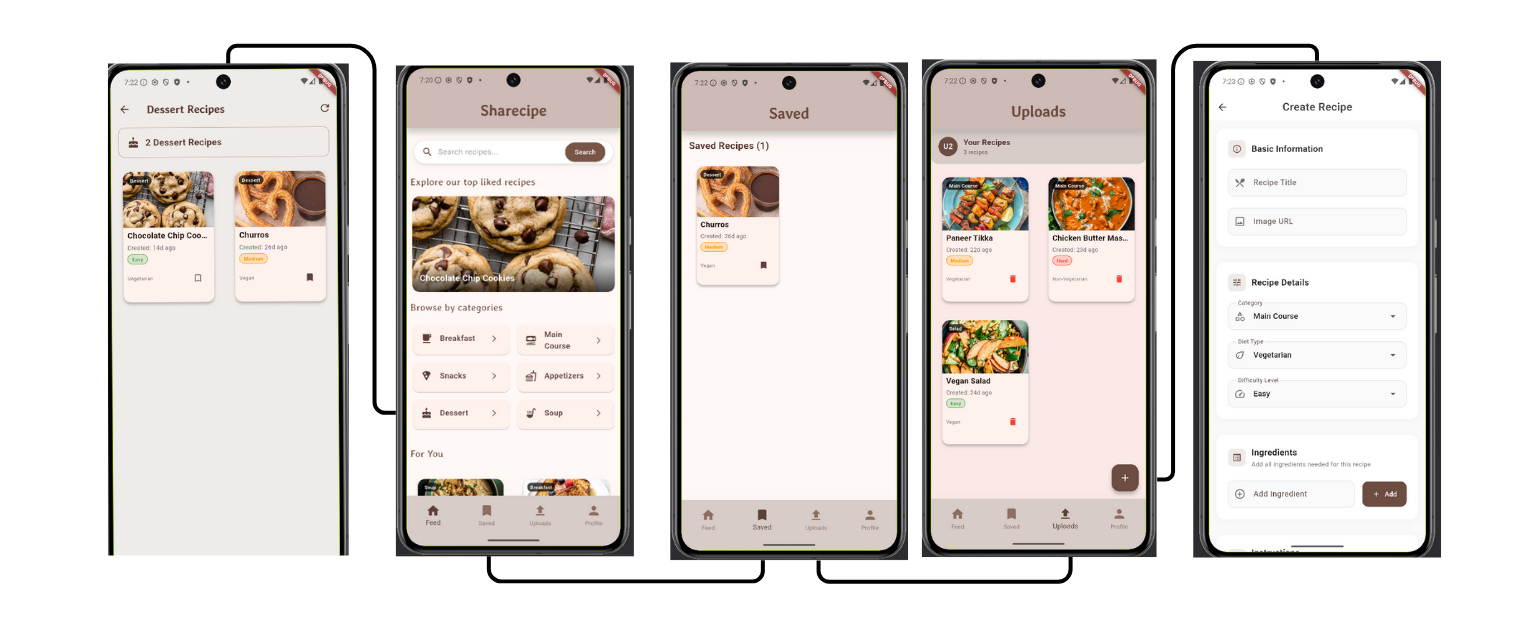 7:22
DEBUG
Dessert Recipes
2 Dessert Recipes
Dessert
Chocolate Chip Coo...
Created: 14d ago
Easy
Vegetarian
Dessert
Churros
Created: 26d ago
Medium
Vegan
7:20
Sharecipe
Search recipes...
Search
Explore our top liked recipes
Chocolate Chip Cookies
Browse by categories
Breakfast
Main
Course
Snacks
Appetizers
Dessert
Soup
For You
Soup
Breakfast
Feed
Saved
Uploads
Profile
7:22
Saved
Saved Recipes (1)
Dessert
Churros
Created: 26d ago
Medium
Vegan
Feed
Saved
Uploads
Profile
7:22
Uploads
U2
Your Recipes
3 recipes
Main Course
Paneer Tikka
Created: 22d ago
Medium
Vegetarian
Main Course
Chicken Butter Mas...
Created: 23d ago
Hard
Non-Vegetarian
Salad
Vegan Salad
Created: 24d ago
Easy
Vegan
+
Feed
Saved
Uploads
Profile
7:23
DEBUG
Create Recipe
Basic Information
Recipe Title
Image URL
Recipe Details
Category
Main Course
Diet Type
Vegetarian
Difficulty Level
Easy
Ingredients
Add all ingredients needed for this recipe
Add Ingredient
+ Add